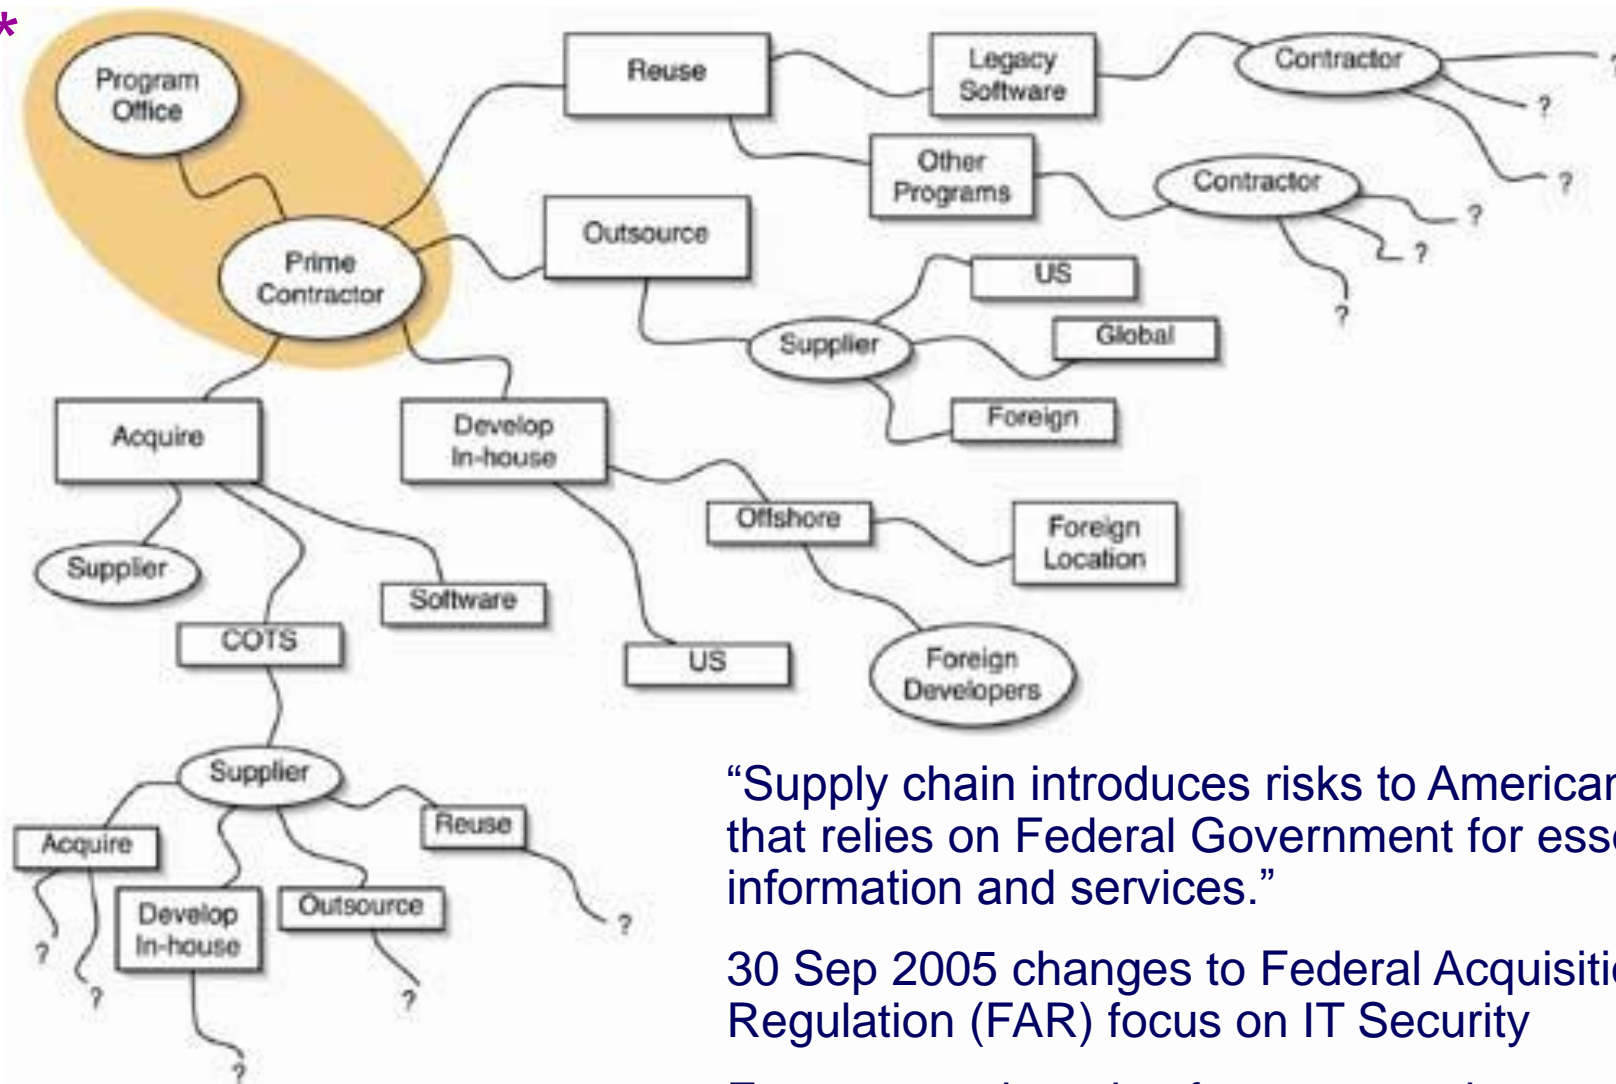 *
Program
Office
Prime
Contractor
Reuse
Legacy
Software
Contractor
?
?
?
Other
Programs
Contractor
?
?
?
Outsource
Supplier
US
Global
Foreign
Acquire
Supplier
COTS
Software
Develop
In-house
Offshore
Foreign
Location
Foreign
Developers
US
Supplier
Acquire
?
?
Develop
In-house
?
Outsource
?
Reuse
?
“Supply chain introduces risks to American
that relies on Federal Government for
information and services.”
30 Sep 2005 changes to Federal
Regulation (FAR) focus on IT Security